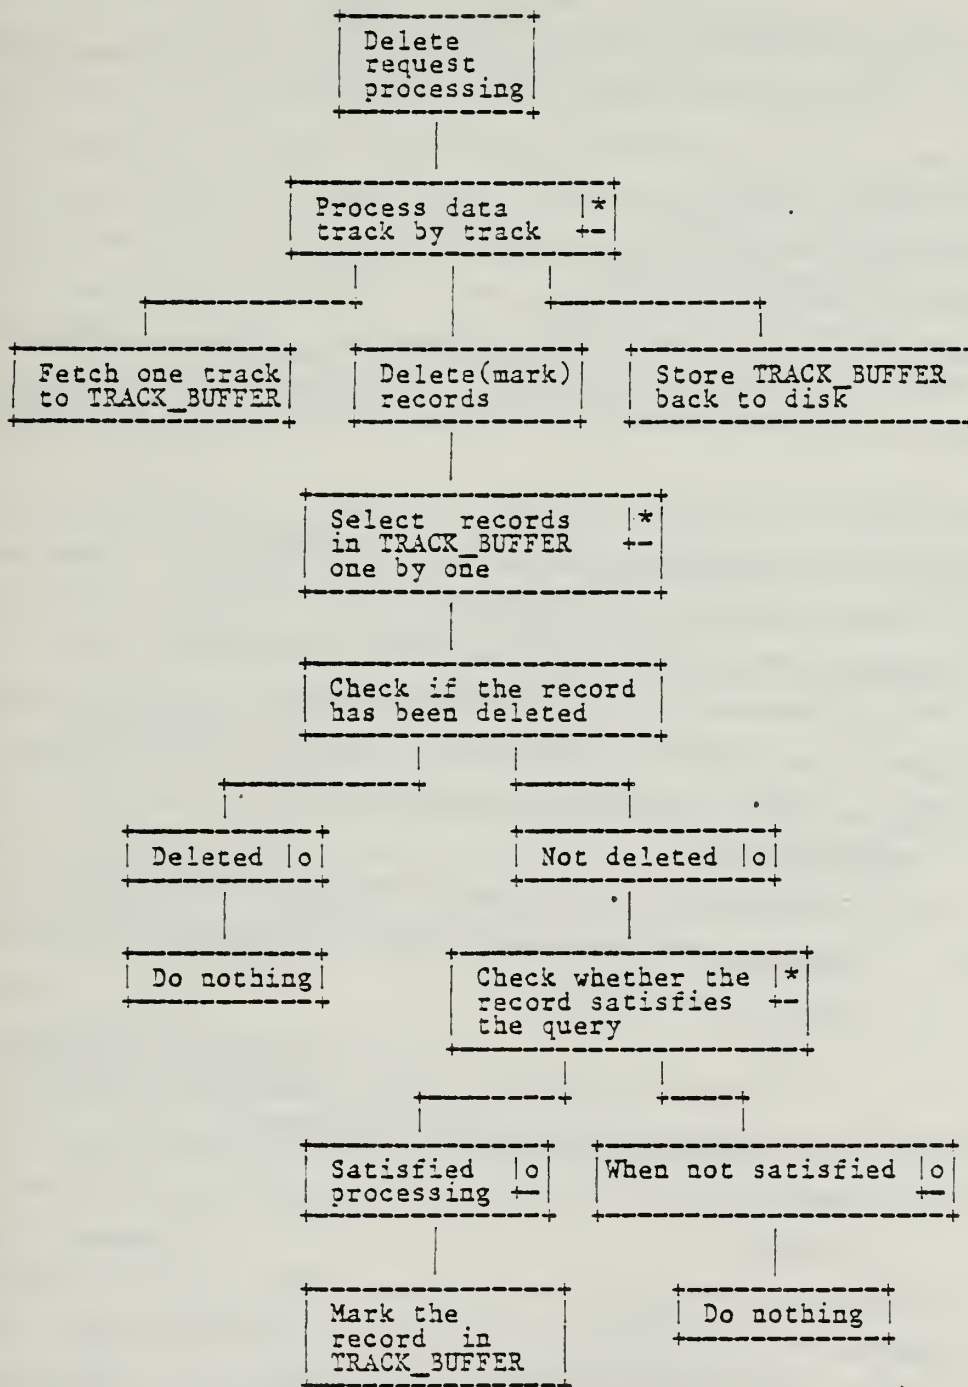 Delete
request
processing
Process data *
track by track
Fetch one track
to TRACK_BUFFER
Delete(mark)
records
Store TRACK_BUFFER
back to disk
Select records *
in TRACK_BUFFER
one by one
Check if the record
has been deleted
Deleted o
Not deleted o
Do nothing
Check whether the *
record satisfies
the query
Satisfied o
processing
When not satisfied o
Mark the
record in
TRACK_BUFFER
Do nothing